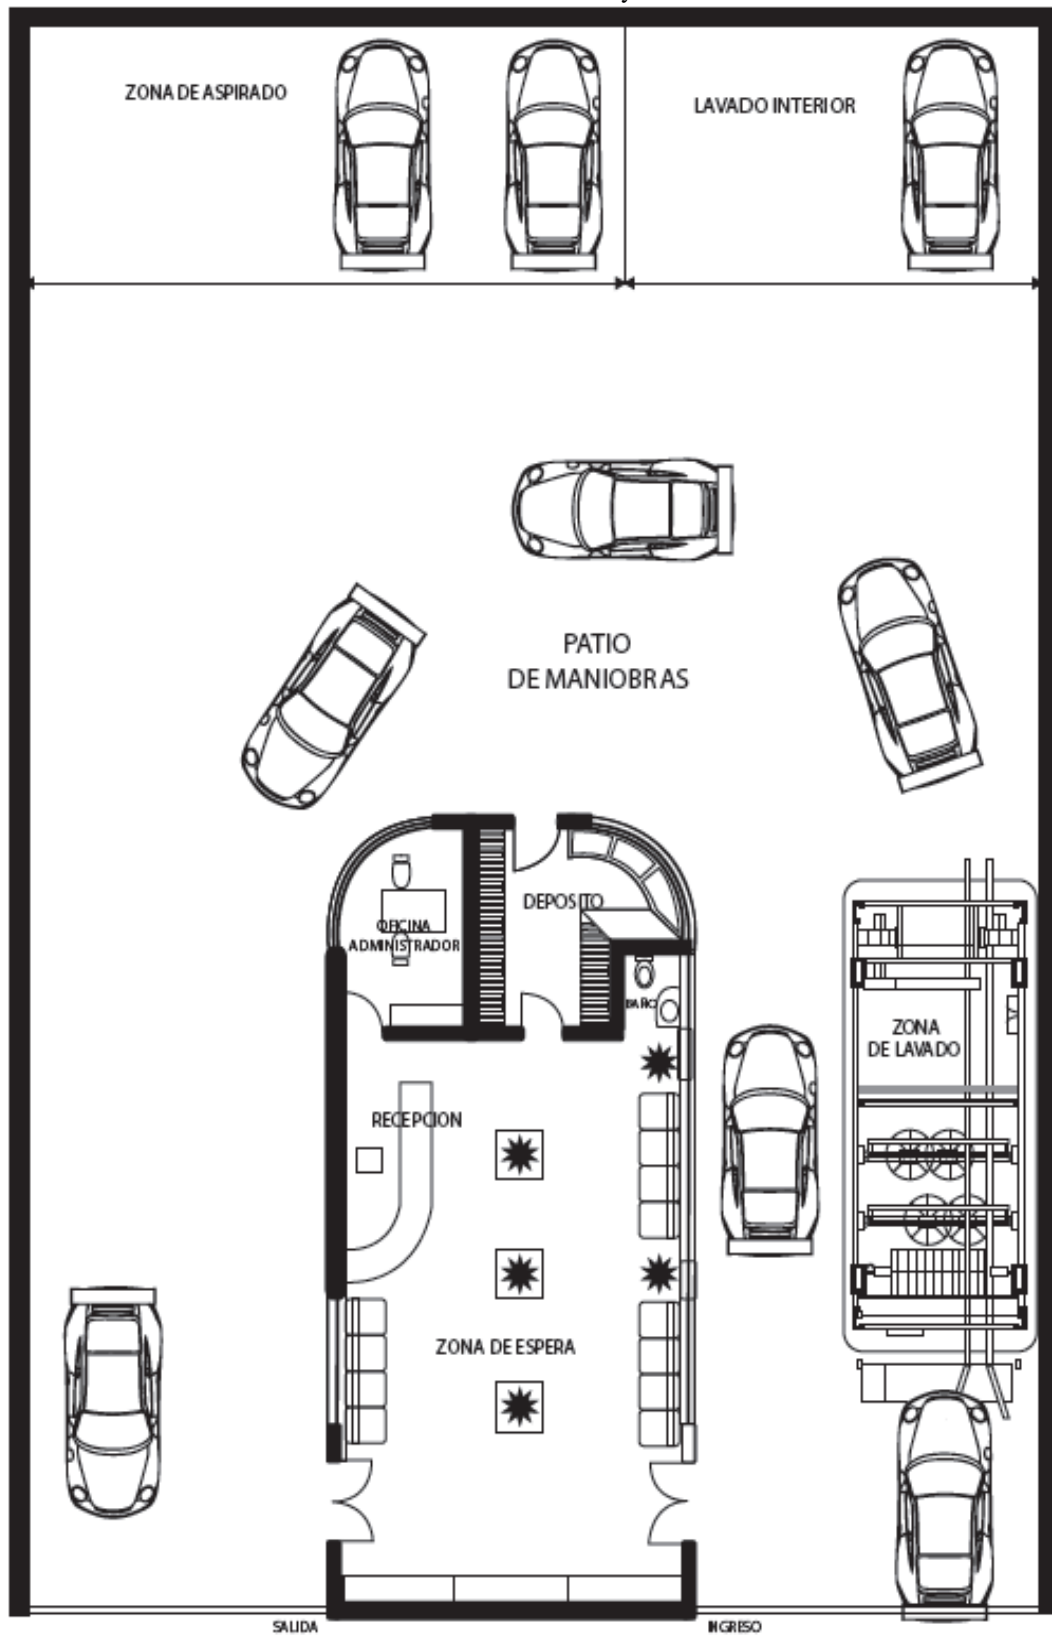 ZONA DE ASPIRADO
LAVADO INTERIOR
PATIO
DE MANIOBRAS
DEPOSITO
OFICINA
ADMINISTRADOR
BAÑO
ZONA
DE LAVADO
RECEPCION
ZONA DE ESPERA
SALIDA
INGRESO